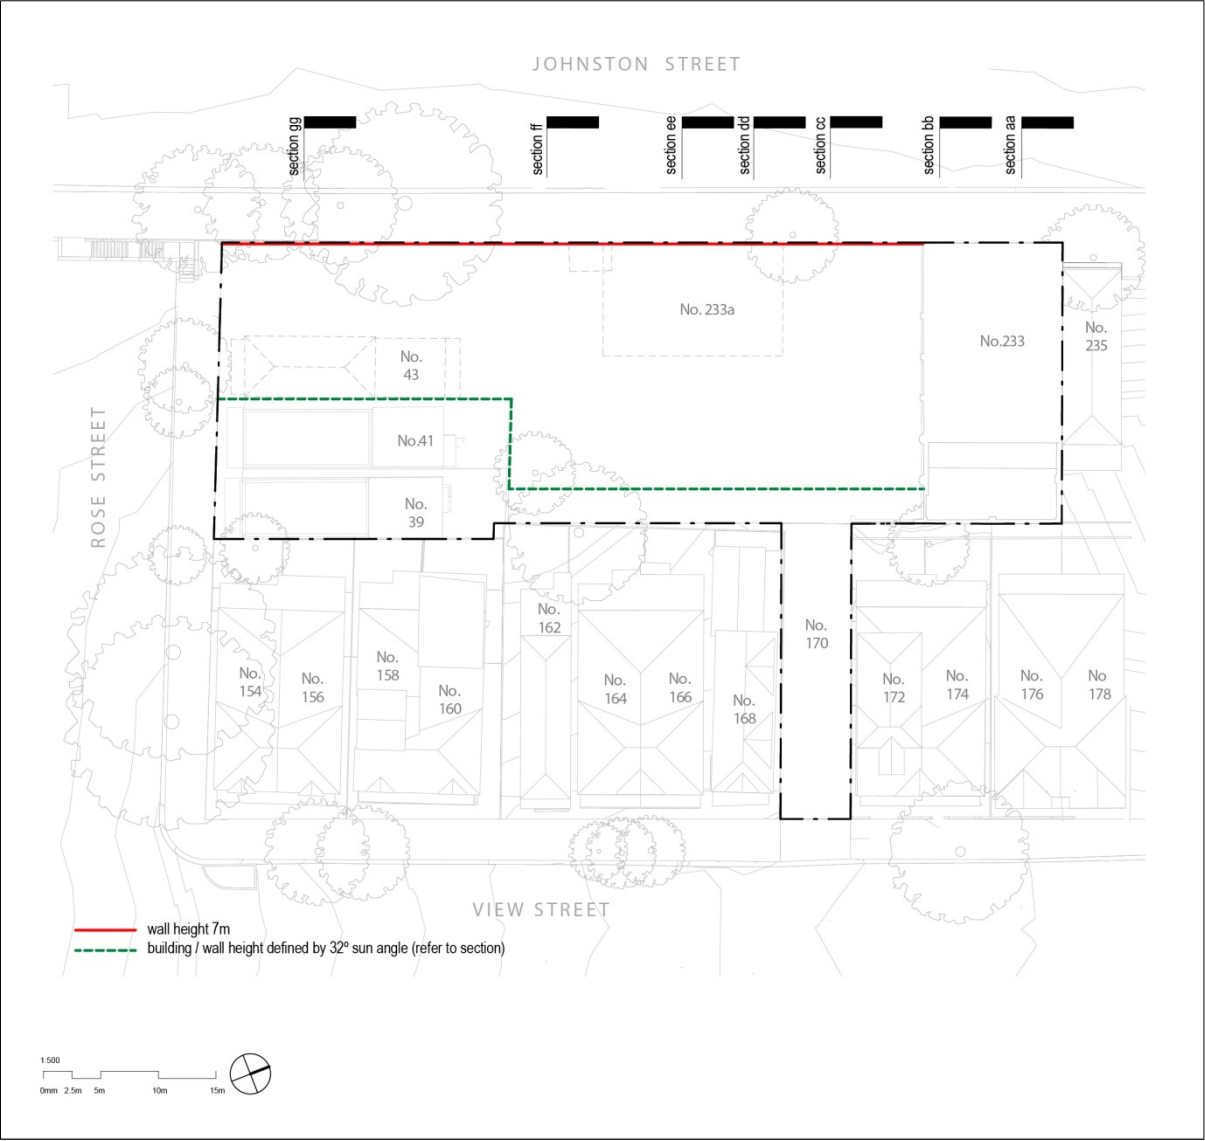 JOHNSTON STREET
section gg
section ff
section ee
section dd
section cc
section bb
section aa
No. 233a
No.233
No.
235
No.
43
No.41
No.
39
ROSE STREET
No.
154
No.
156
No.
158
No.
160
No.
162
No.
164
No.
166
No.
168
No.
170
No.
172
No.
174
No.
176
No
178
VIEW STREET
wall height 7m
building / wall height defined by 32º sun angle (refer to section)
1:500
0mm 2.5m 5m 10m 15m